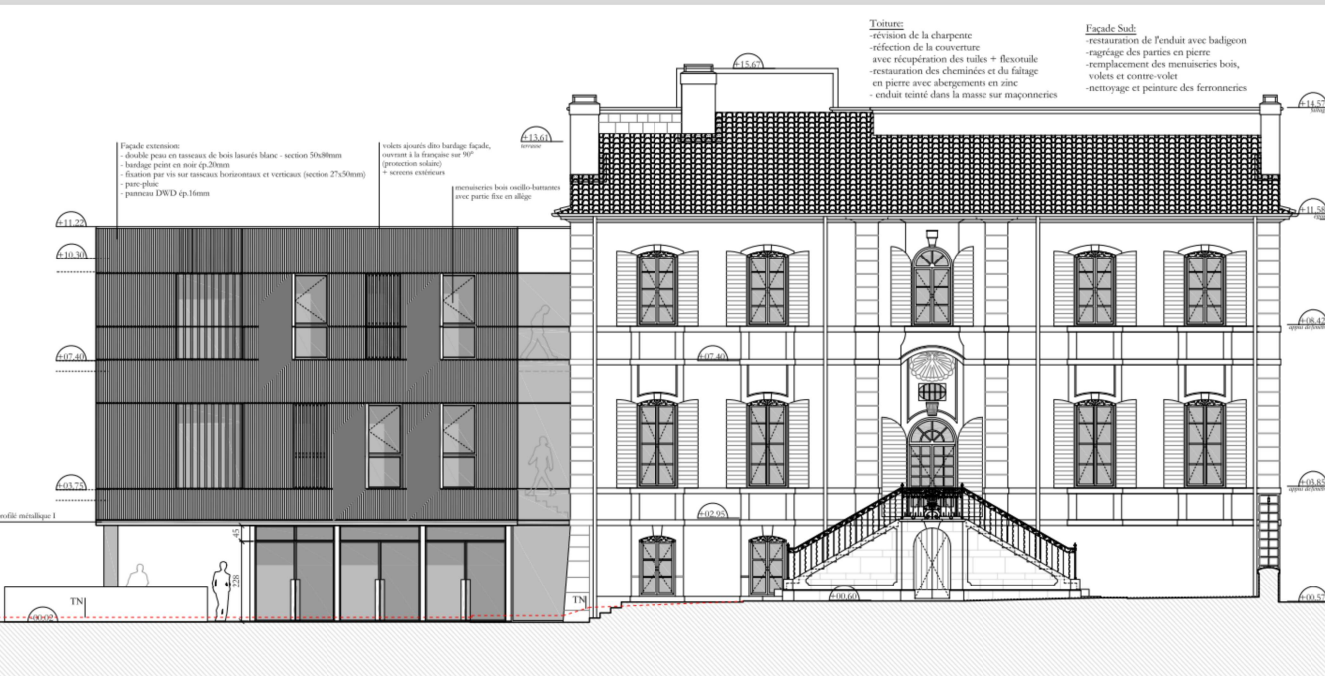 Toiture:
-révision de la charpente
-réfection de la couverture
avec récupération des tuiles + flexotuile
-restauration des cheminées et du faîtage
en pierre avec abergements en zinc
- enduit teinté dans la masse sur maçonneries
Façade Sud:
-restauration de l'enduit avec badigeon
-ragréage des parties en pierre
-remplacement des menuiseries bois,
volets et contre-volet
-nettoyage et peinture des ferronneries
+15.67
+14.57
+13.61
terrasse
Façade extension:
- double peau en tasseaux de bois lasurés blanc - section 50x80mm
- bardage peint en noir ép.20mm
- fixation par vis sur tasseaux horizontaux et verticaux (section 27x50mm)
- pare-pluie
- panneau DWD ép.16mm
volets ajourés dito bardage façade,
ouvrant à la française sur 90°
(protection solaire)
+ screens extérieurs
menuiseries bois oscillo-battantes
avec partie fixe en allège
+11.22
+11.58
+10.30
+08.42
+07.40
+07.40
+03.75
+03.85
+02.95
rofilé métallique I
45
228
TN
TN
+00.02
+00.60
+00.57